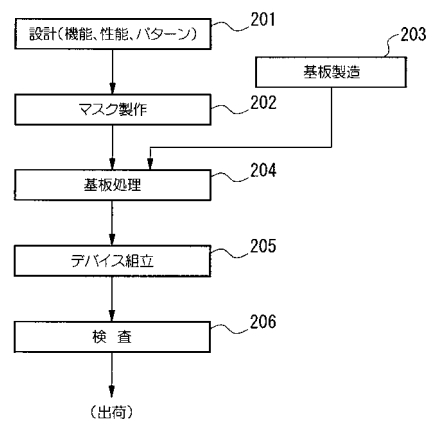 設計(機能、性能、パターン)
201
203
基板製造
マスク製作
202
基板処理
204
デバイス組立
205
検 査
206
(出荷)